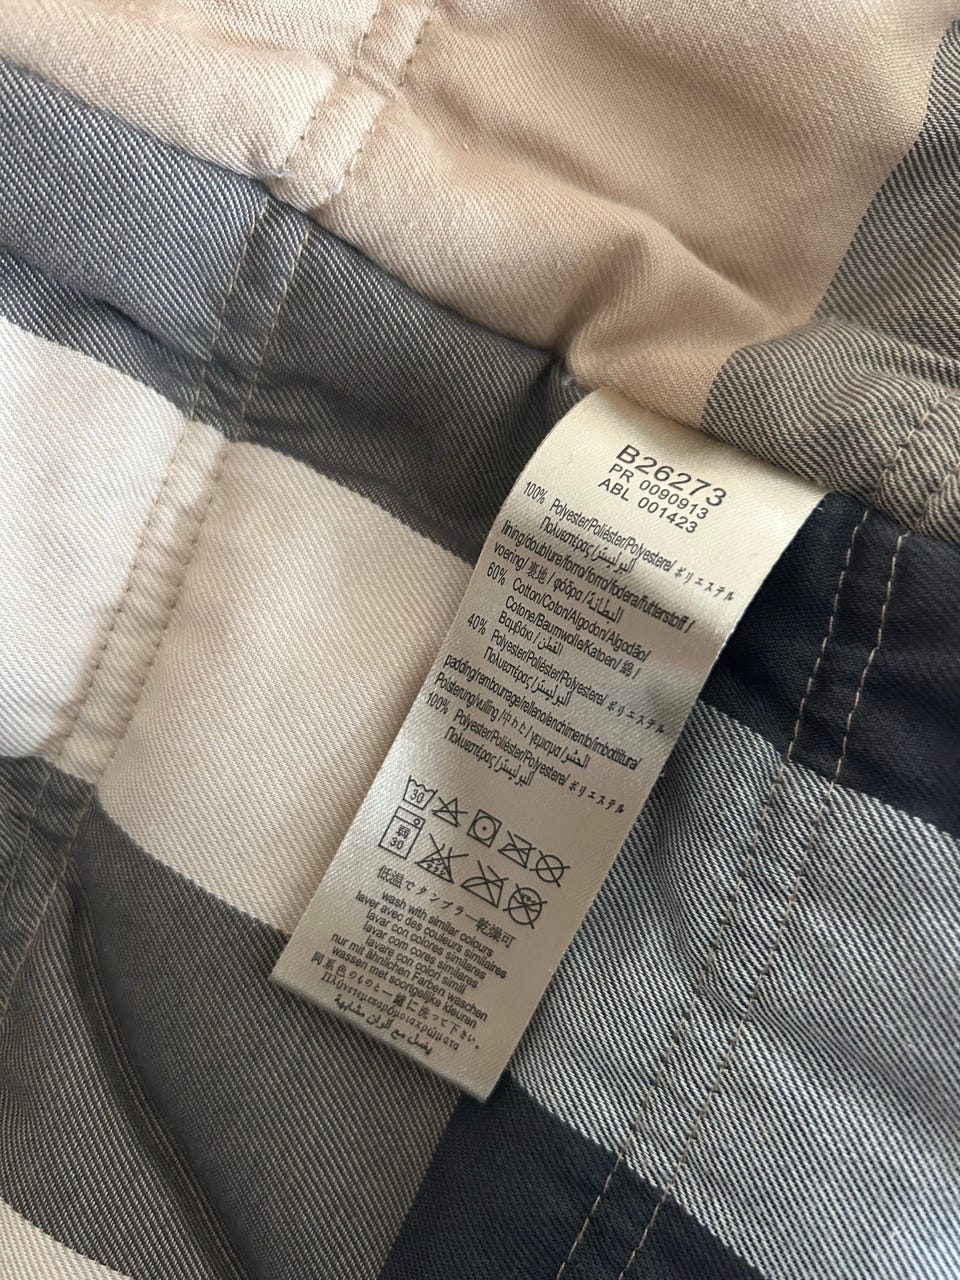 B26273
PR 0090913
ABL 001423
100% Polyester/Poliéster/Polyestere/ ポリエステル
Πολυεστέρας / البوليستر
lining/doublure/forro/forro/fodera/futterstoff/
voering/ 裏地 / φόδρα / البطانة
60% Cotton/Coton/Algodon/Algodão/
Cotone/Baumwolle/Katoen/ 綿 /
Βαμβάκι / القطن
40% Polyester/Poliéster/Polyestere/ ポリエステル
Πολυεστέρας / البوليستر
padding/rembourrage/relleno/enchimento/imbottitura/
Polsterung/vulling /中わた/ γεμισμα / الحشو
100% Polyester/Poliéster/Polyestere/ ポリエステル
Πολυεστέρας / البوليستر
30
弱
30
低温でタンブラー乾燥可
wash with similar colours
laver avec des couleurs similaires
lavar con colores similares
lavar com cores similares
lavare con colori simili
nur mit ähnlichen Farben waschen
wassen met soortgelijke kleuren
同系色のものと一緒に洗って下さい。
Πλύνετεμεπαρόμοιαχρώματα
يغسل مع ألوان مشابهة